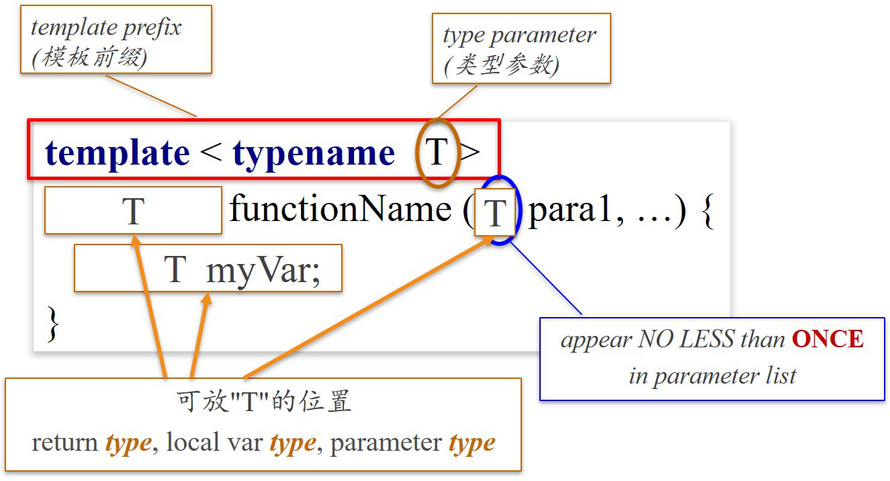 template prefix
(模板前缀)
type parameter
(类型参数)
template < typename T >
T functionName ( T para1, …) {
T myVar;
}
appear NO LESS than ONCE
in parameter list
可放"T"的位置
return type, local var type, parameter type